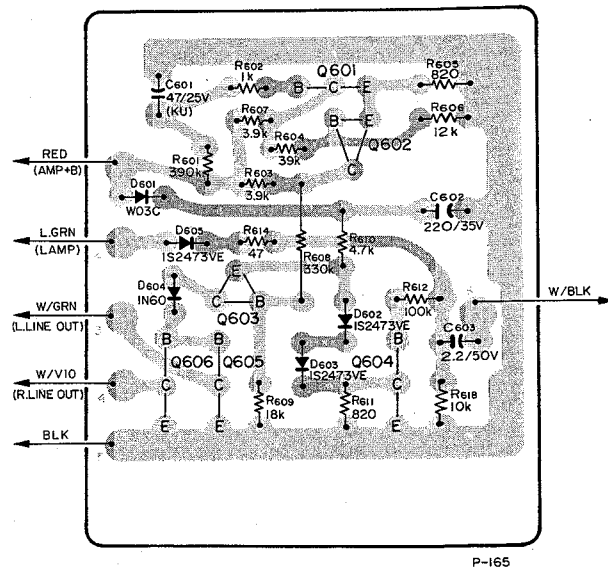 R602
1k
Q601
R605
820
C601
47/25V
(KU)
B
C
E
R607
3.9k
B
E
R606
12k
R604
39k
Q602
C
RED
(AMP+B)
R601
390k
R603
3.9k
D601
W03C
C602
220/35V
L.GRN
(LAMP)
D605
1S2473VE
R614
47
R608
330k
R610
4.7k
D604
1N60
E
C
B
Q603
R612
100k
W/BLK
D602
1S2473VE
W/GRN
(L.LINE OUT)
C603
2.2/50V
B
B
Q606
Q605
D603
1S2473VE
Q604
B
W/VIO
(R.LINE OUT)
C
C
C
R609
18k
R611
820
R618
10k
BLK
E
E
E
P-165